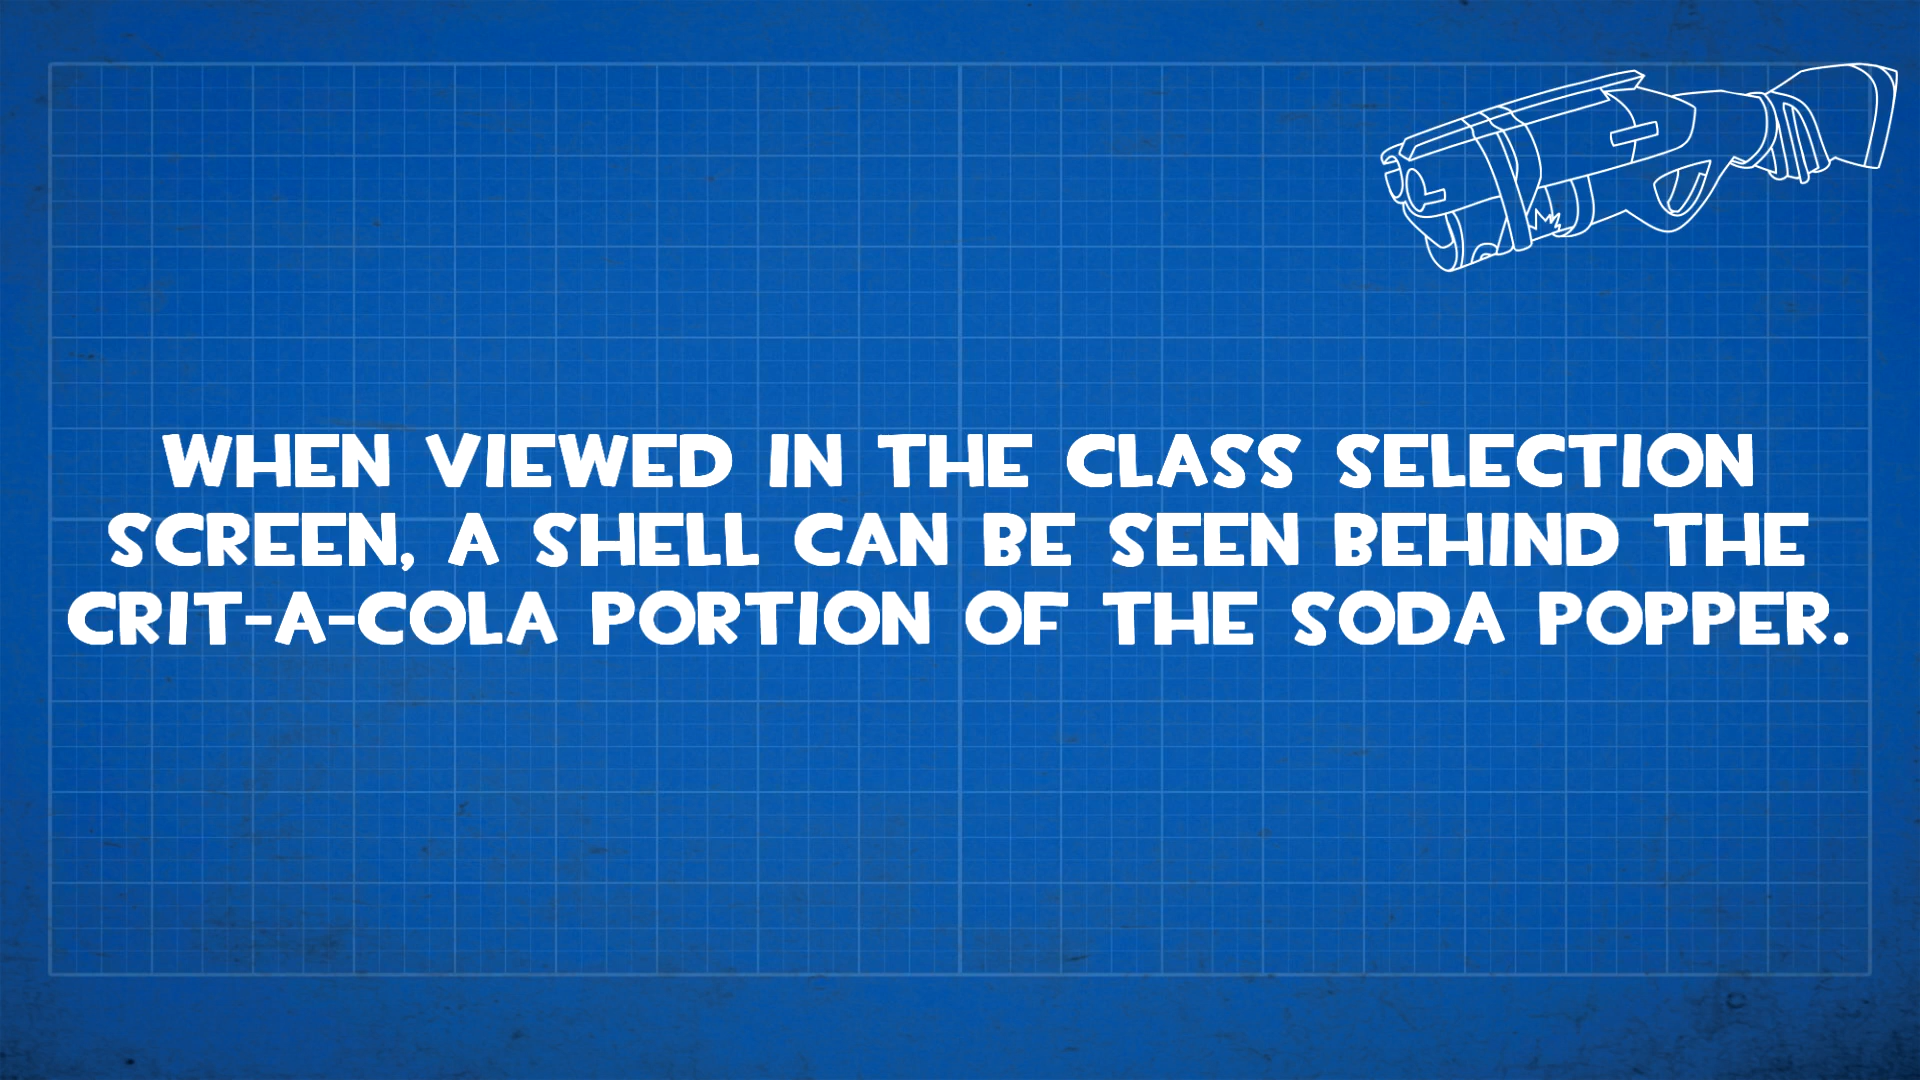 WHEN VIEWED IN THE CLASS SELECTION
SCREEN, A SHELL CAN BE SEEN BEHIND THE
CRIT-A-COLA PORTION OF THE SODA POPPER.